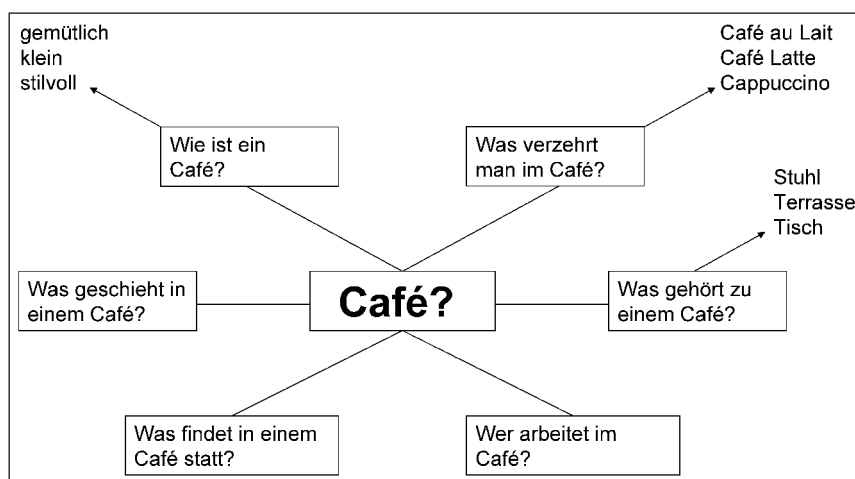 gemütlich
klein
stilvoll
Café au Lait
Café Latte
Cappuccino
Wie ist ein
Café?
Was verzehrt
man im Café?
Stuhl
Terrasse
Tisch
Was geschieht in
einem Café?
Café?
Was gehört zu
einem Café?
Was findet in einem
Café statt?
Wer arbeitet im
Café?